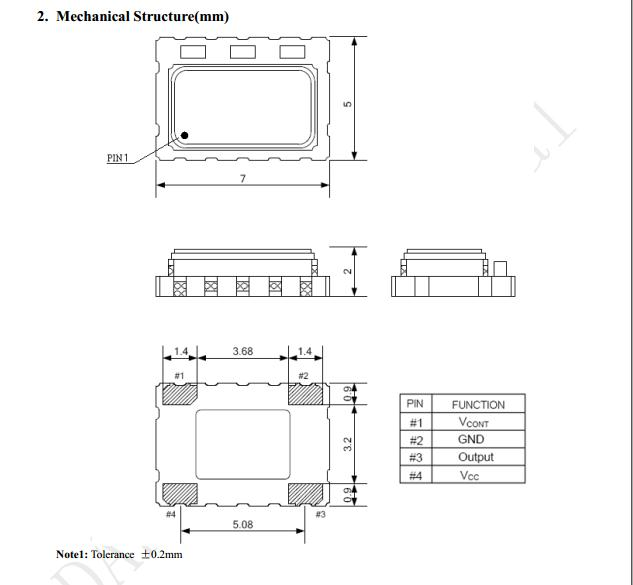 2. Mechanical Structure(mm)
5
PIN 1
7
2
1.4 3.68 1.4
#1 #2
0.9
3.2
0.9
#4 #3
5.08
PIN FUNCTION
#1 VCONT
#2 GND
#3 Output
#4 Vcc
Note1: Tolerance ±0.2mm